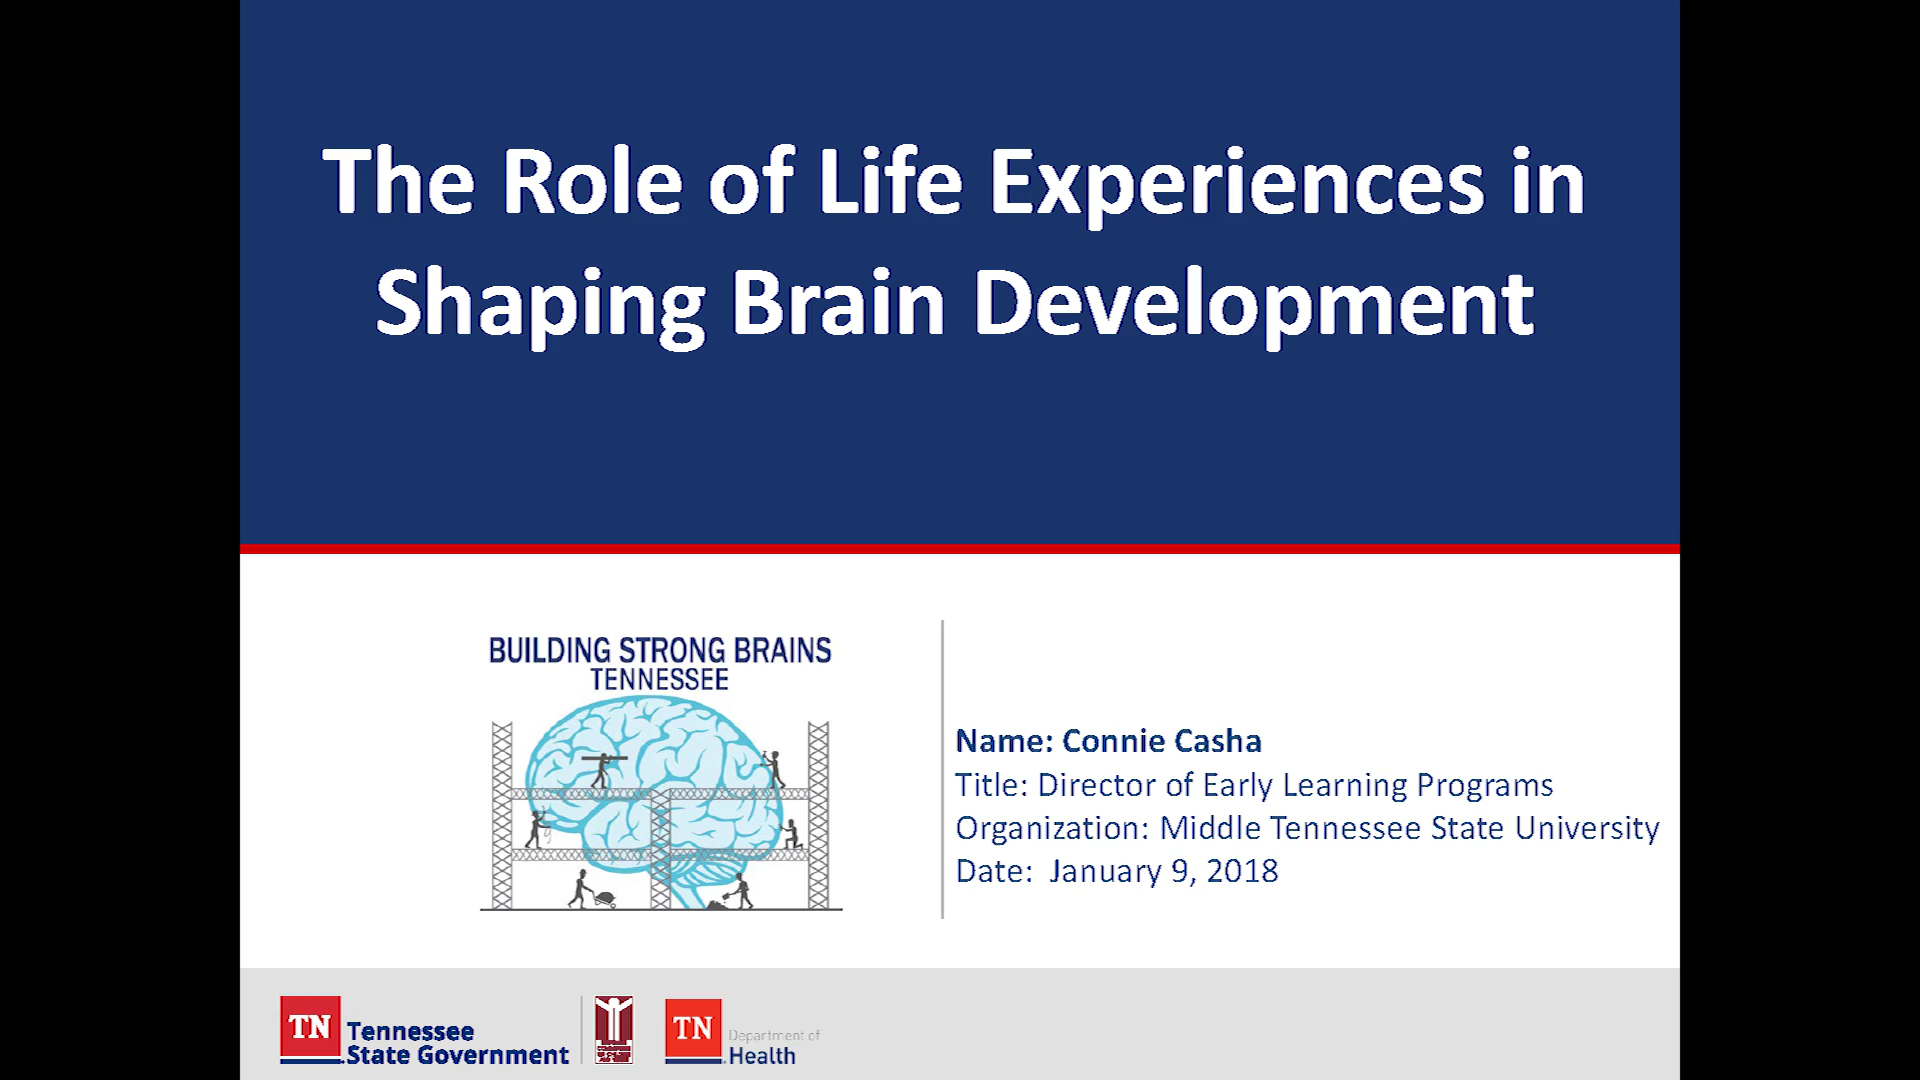 The Role of Life Experiences in
Shaping Brain Development
BUILDING STRONG BRAINS
TENNESSEE
Name: Connie Casha
Title: Director of Early Learning Programs
Organization: Middle Tennessee State University
Date: January 9, 2018
TN
Tennessee
State Government
TN
Department of
Health